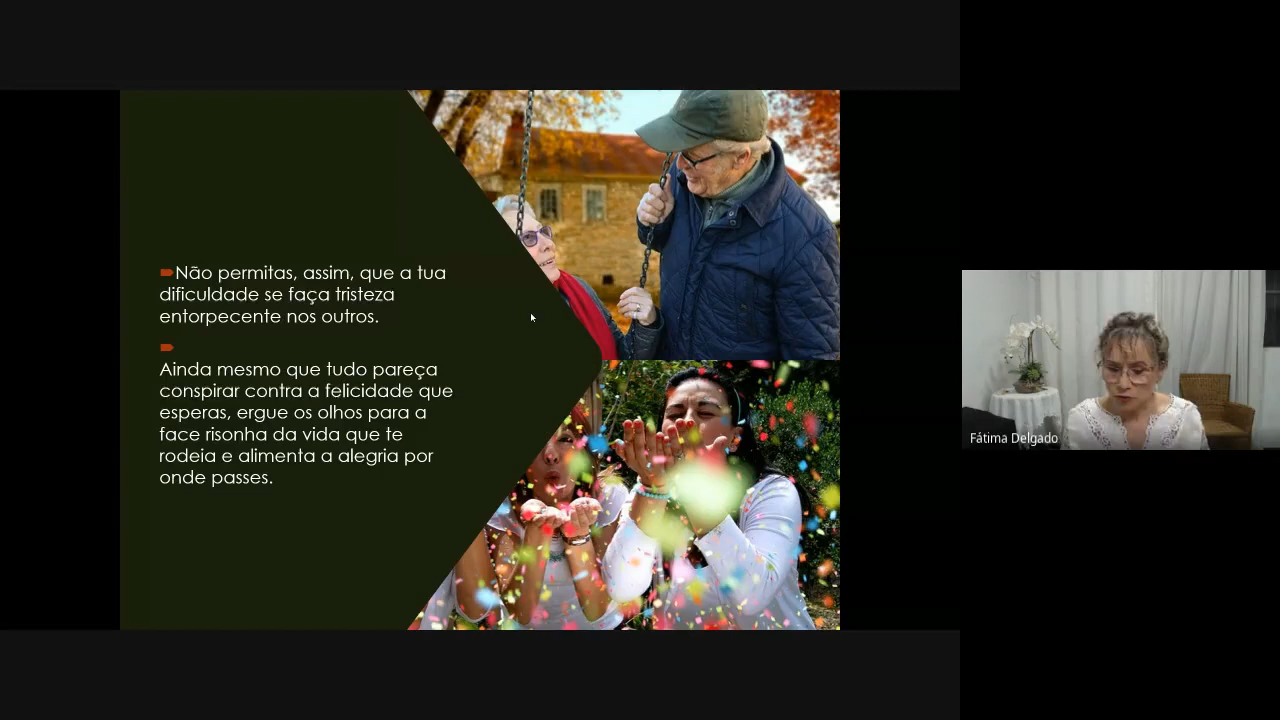 Não permitas, assim, que a tua
dificuldade se faça tristeza
entorpecente nos outros.
Ainda mesmo que tudo pareça
conspirar contra a felicidade que
esperas, ergue os olhos para a
face risonha da vida que te
rodeia e alimenta a alegria por
onde passes.
Fátima Delgado